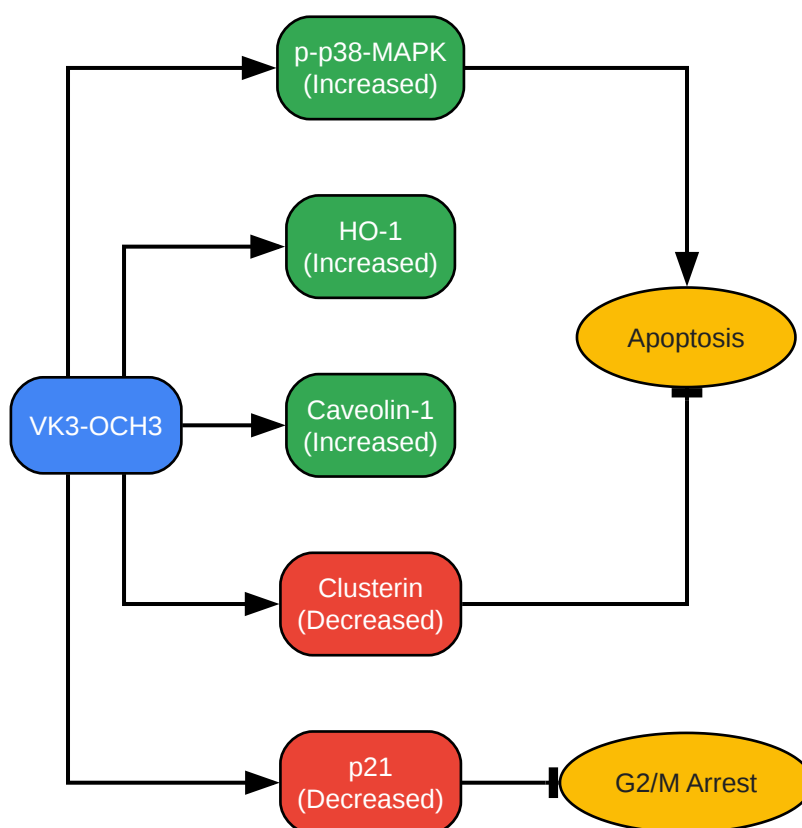 p-p38-MAPK
(Increased)
HO-1
(Increased)
Apoptosis
VK3-OCH3
Caveolin-1
(Increased)
Clusterin
(Decreased)
p21
(Decreased)
G2/M Arrest